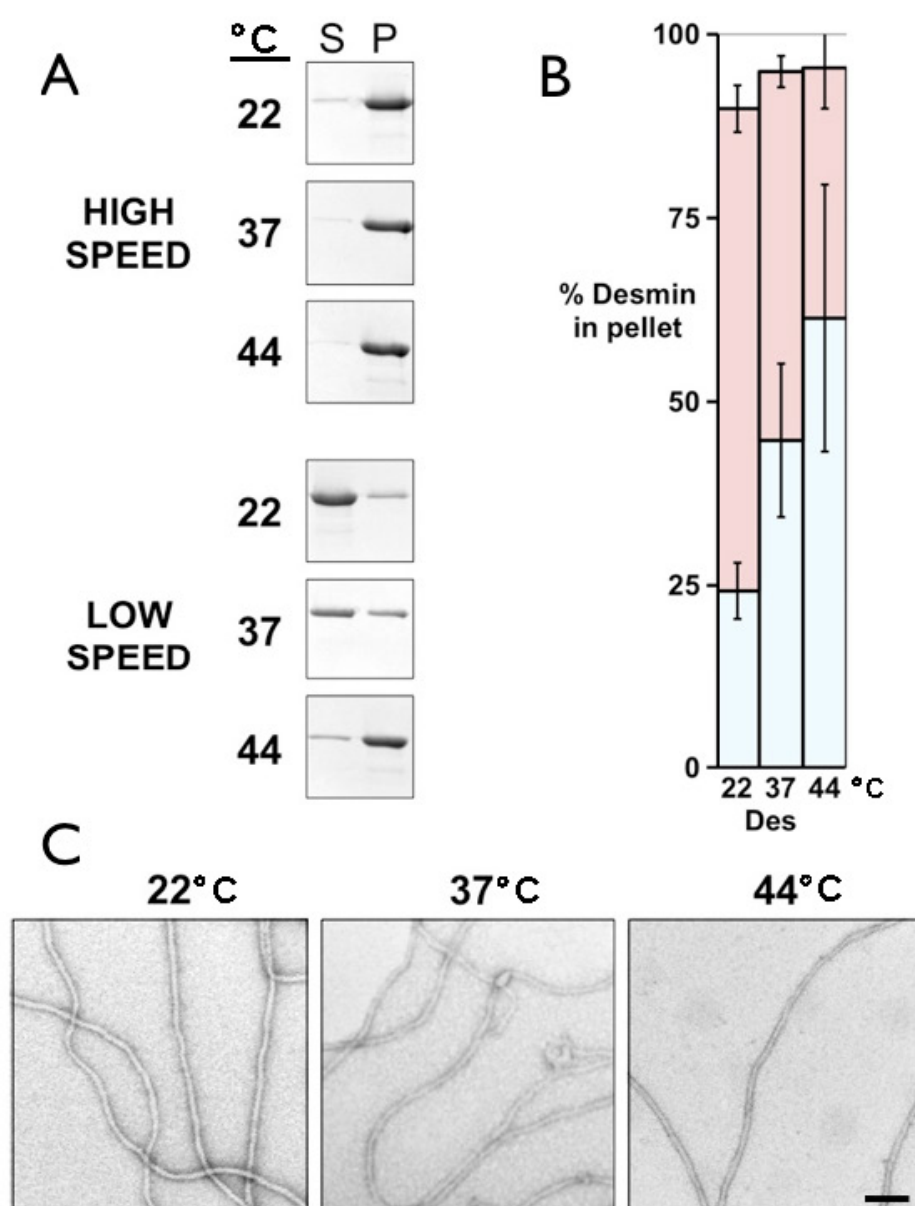 A
°C S P
22
HIGH
SPEED
37
44
22
LOW
SPEED
37
44
B
100
75
% Desmin
in pellet
50
25
0
22 37 44 °C
Des
C
22°C 37°C 44°C